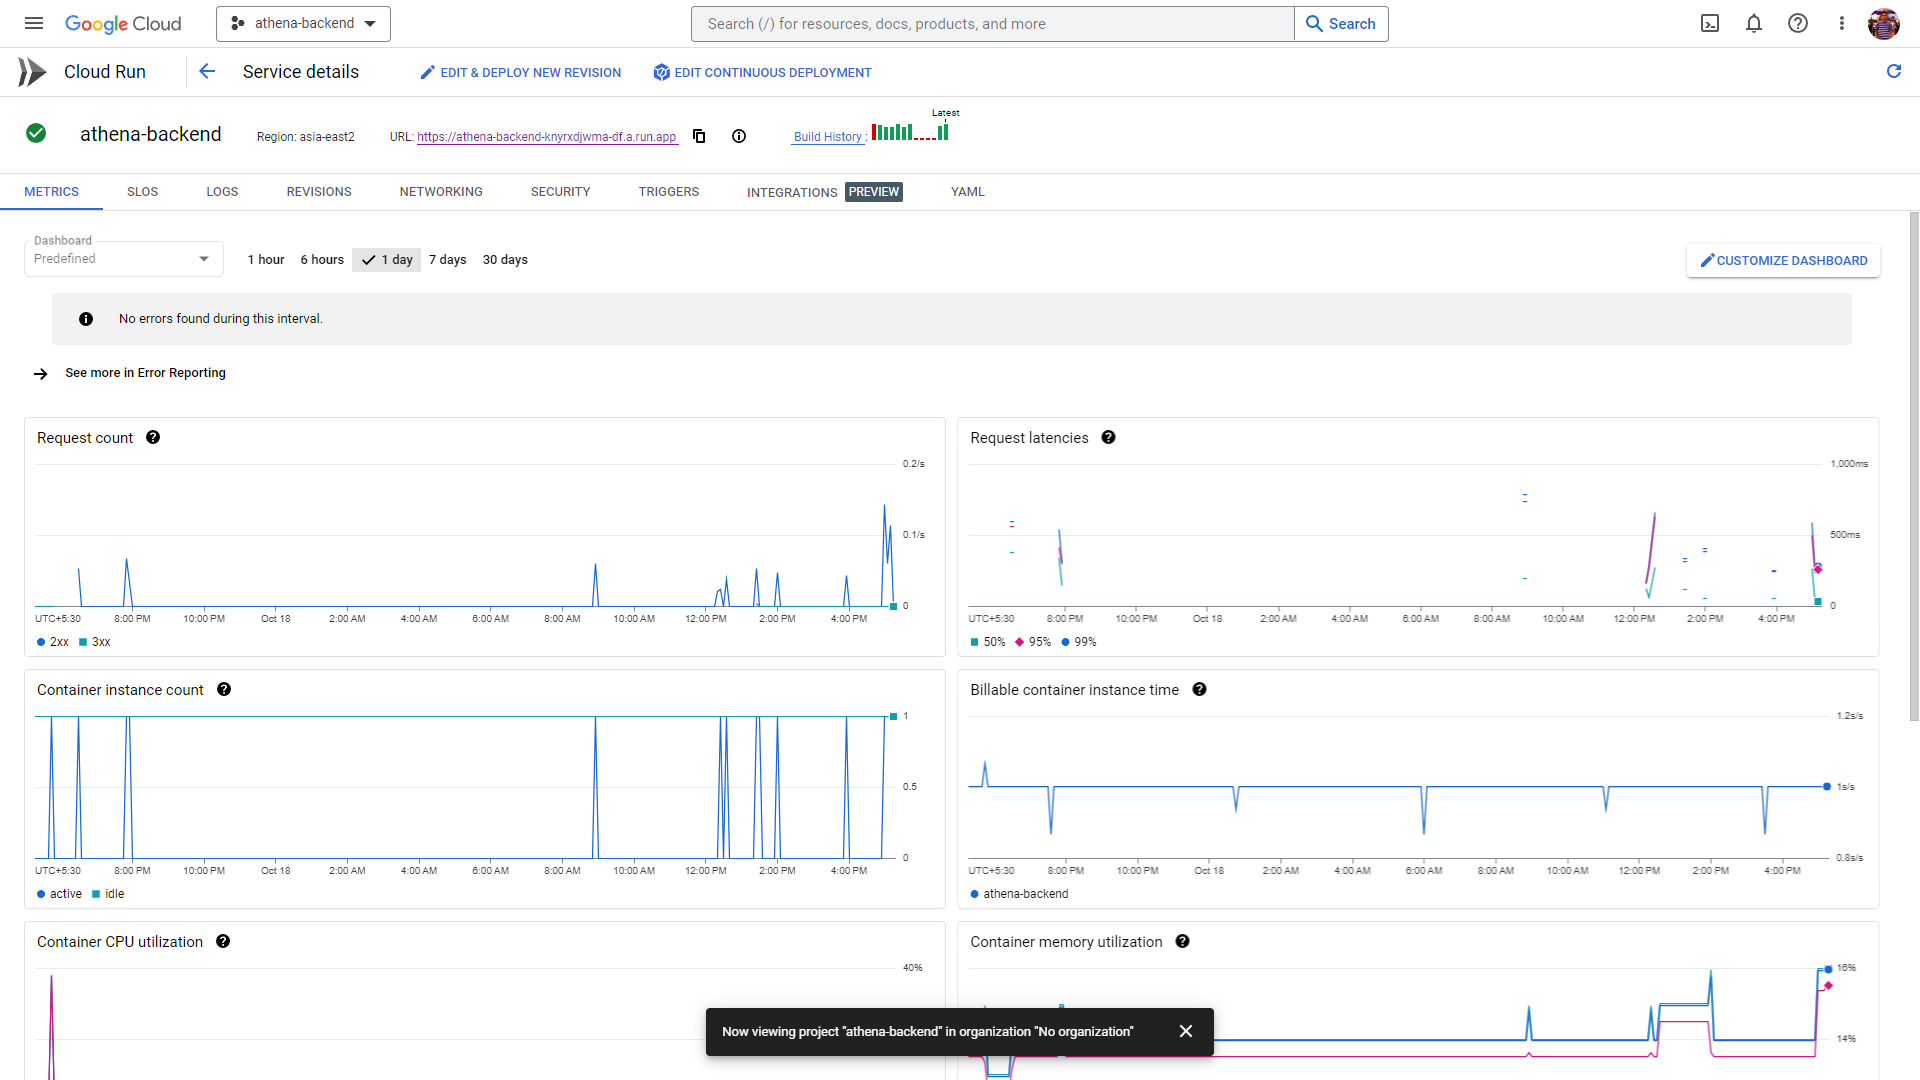 Google Cloud
athena-backend
Search (/) for resources, docs, products, and more
Search
Cloud Run
Service details
EDIT & DEPLOY NEW REVISION
EDIT CONTINUOUS DEPLOYMENT
athena-backend
Region: asia-east2
URL: https://athena-backend-knyrxdjwma-df.a.run.app
Build History :
Latest
METRICS
SLOS
LOGS
REVISIONS
NETWORKING
SECURITY
TRIGGERS
INTEGRATIONS PREVIEW
YAML
Dashboard
Predefined
1 hour
6 hours
1 day
7 days
30 days
CUSTOMIZE DASHBOARD
No errors found during this interval.
See more in Error Reporting
Request count
0.2/s
0.1/s
0
UTC+5:30 8:00 PM 10:00 PM Oct 18 2:00 AM 4:00 AM 6:00 AM 8:00 AM 10:00 AM 12:00 PM 2:00 PM 4:00 PM
2xx 3xx
Request latencies
1,000ms
500ms
0
UTC+5:30 8:00 PM 10:00 PM Oct 18 2:00 AM 4:00 AM 6:00 AM 8:00 AM 10:00 AM 12:00 PM 2:00 PM 4:00 PM
50% 95% 99%
Container instance count
1
0.5
0
UTC+5:30 8:00 PM 10:00 PM Oct 18 2:00 AM 4:00 AM 6:00 AM 8:00 AM 10:00 AM 12:00 PM 2:00 PM 4:00 PM
active idle
Billable container instance time
1.2s/s
1s/s
0.8s/s
UTC+5:30 8:00 PM 10:00 PM Oct 18 2:00 AM 4:00 AM 6:00 AM 8:00 AM 10:00 AM 12:00 PM 2:00 PM 4:00 PM
athena-backend
Container CPU utilization
40%
Container memory utilization
16%
14%
Now viewing project "athena-backend" in organization "No organization"